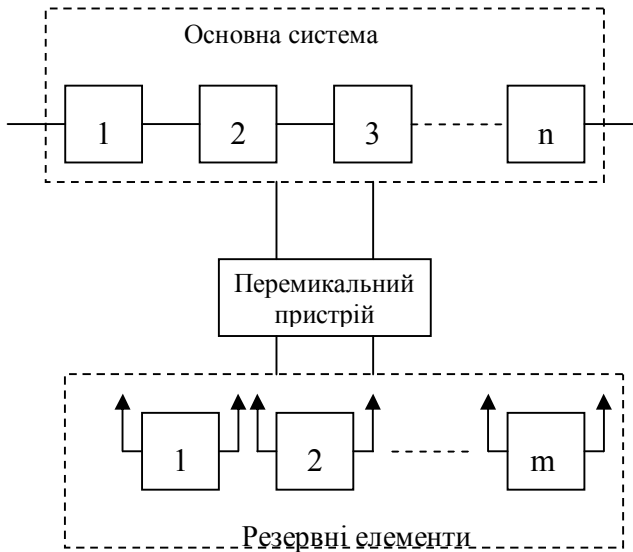 Основна система
1 2 3 n
Перемикальний
пристрій
1 2 m
Резервні елементи